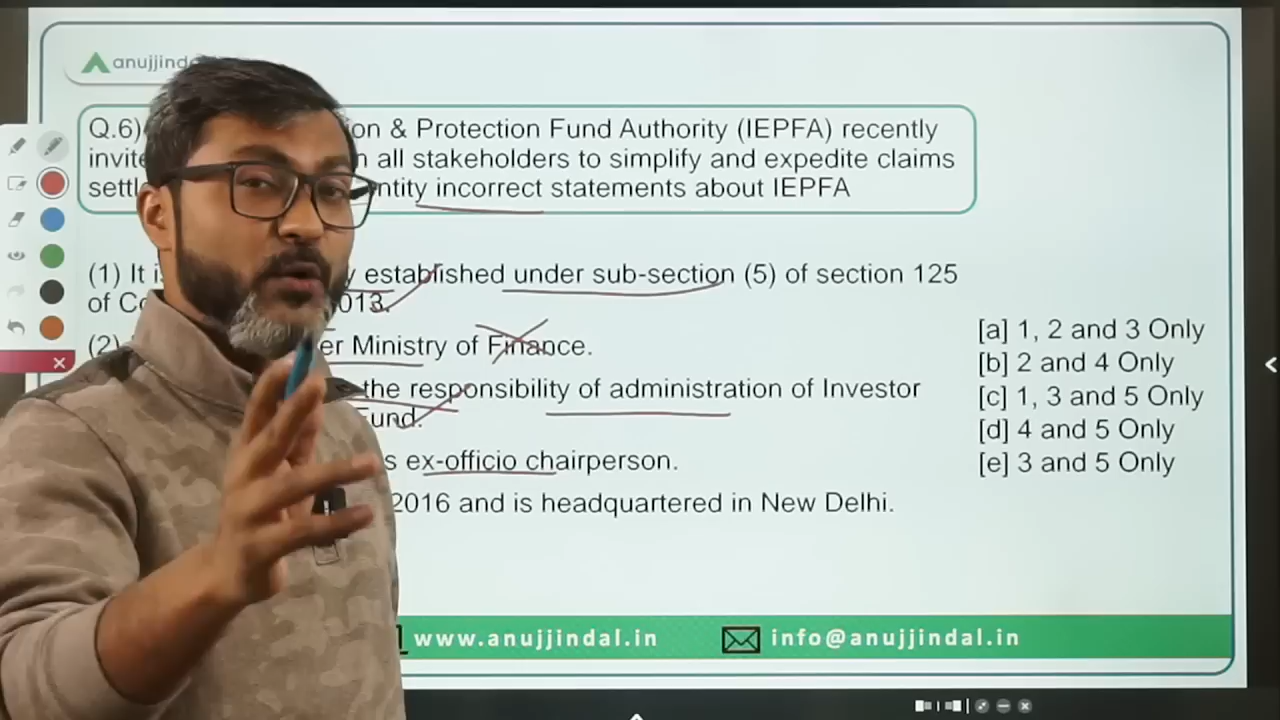 anujjind
Q.6) on & Protection Fund Authority (IEPFA) recently
invite all stakeholders to simplify and expedite claims
settl entity incorrect statements about IEPFA
(1) It is established under sub-section (5) of section 125
of Co 013.
(2) er Ministry of Finance.
the responsibility of administration of Investor
Fund.
s ex-officio chairperson.
2016 and is headquartered in New Delhi.
[a] 1, 2 and 3 Only
[b] 2 and 4 Only
[c] 1, 3 and 5 Only
[d] 4 and 5 Only
[e] 3 and 5 Only
www.anujjindal.in info@anujjindal.in